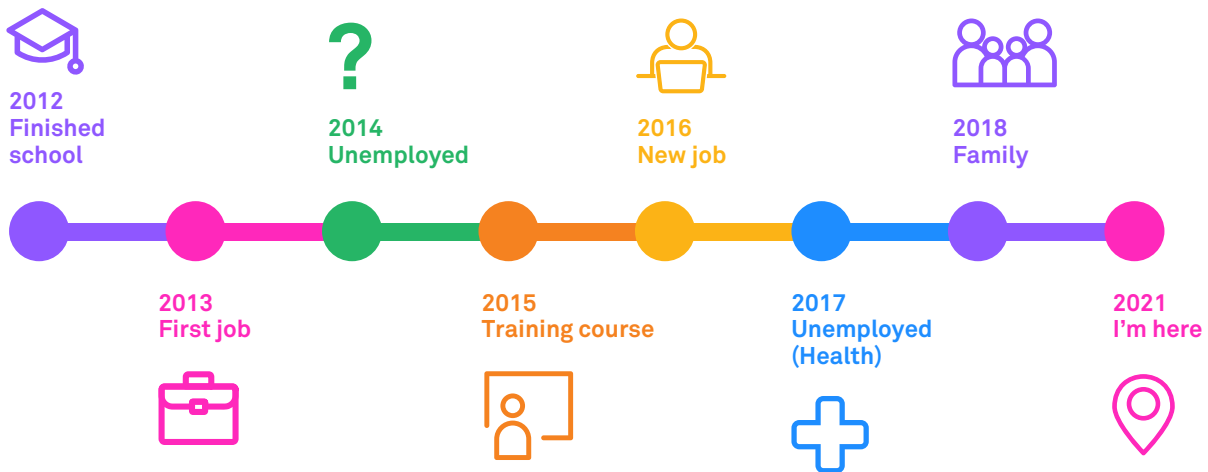 2012
Finished
school
2013
First job
?
2014
Unemployed
2015
Training course
2016
New job
2017
Unemployed
(Health)
2018
Family
2021
I'm here